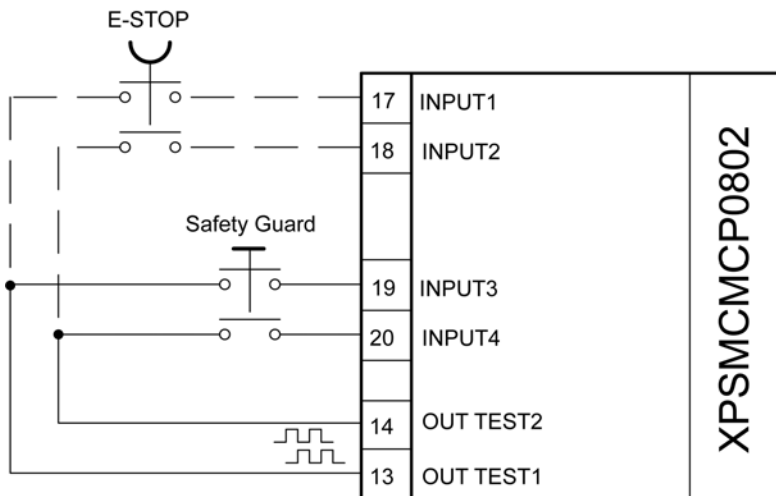 E-STOP
17 INPUT1
18 INPUT2
Safety Guard
19 INPUT3
20 INPUT4
14 OUT TEST2
13 OUT TEST1
XPSMCMCP0802